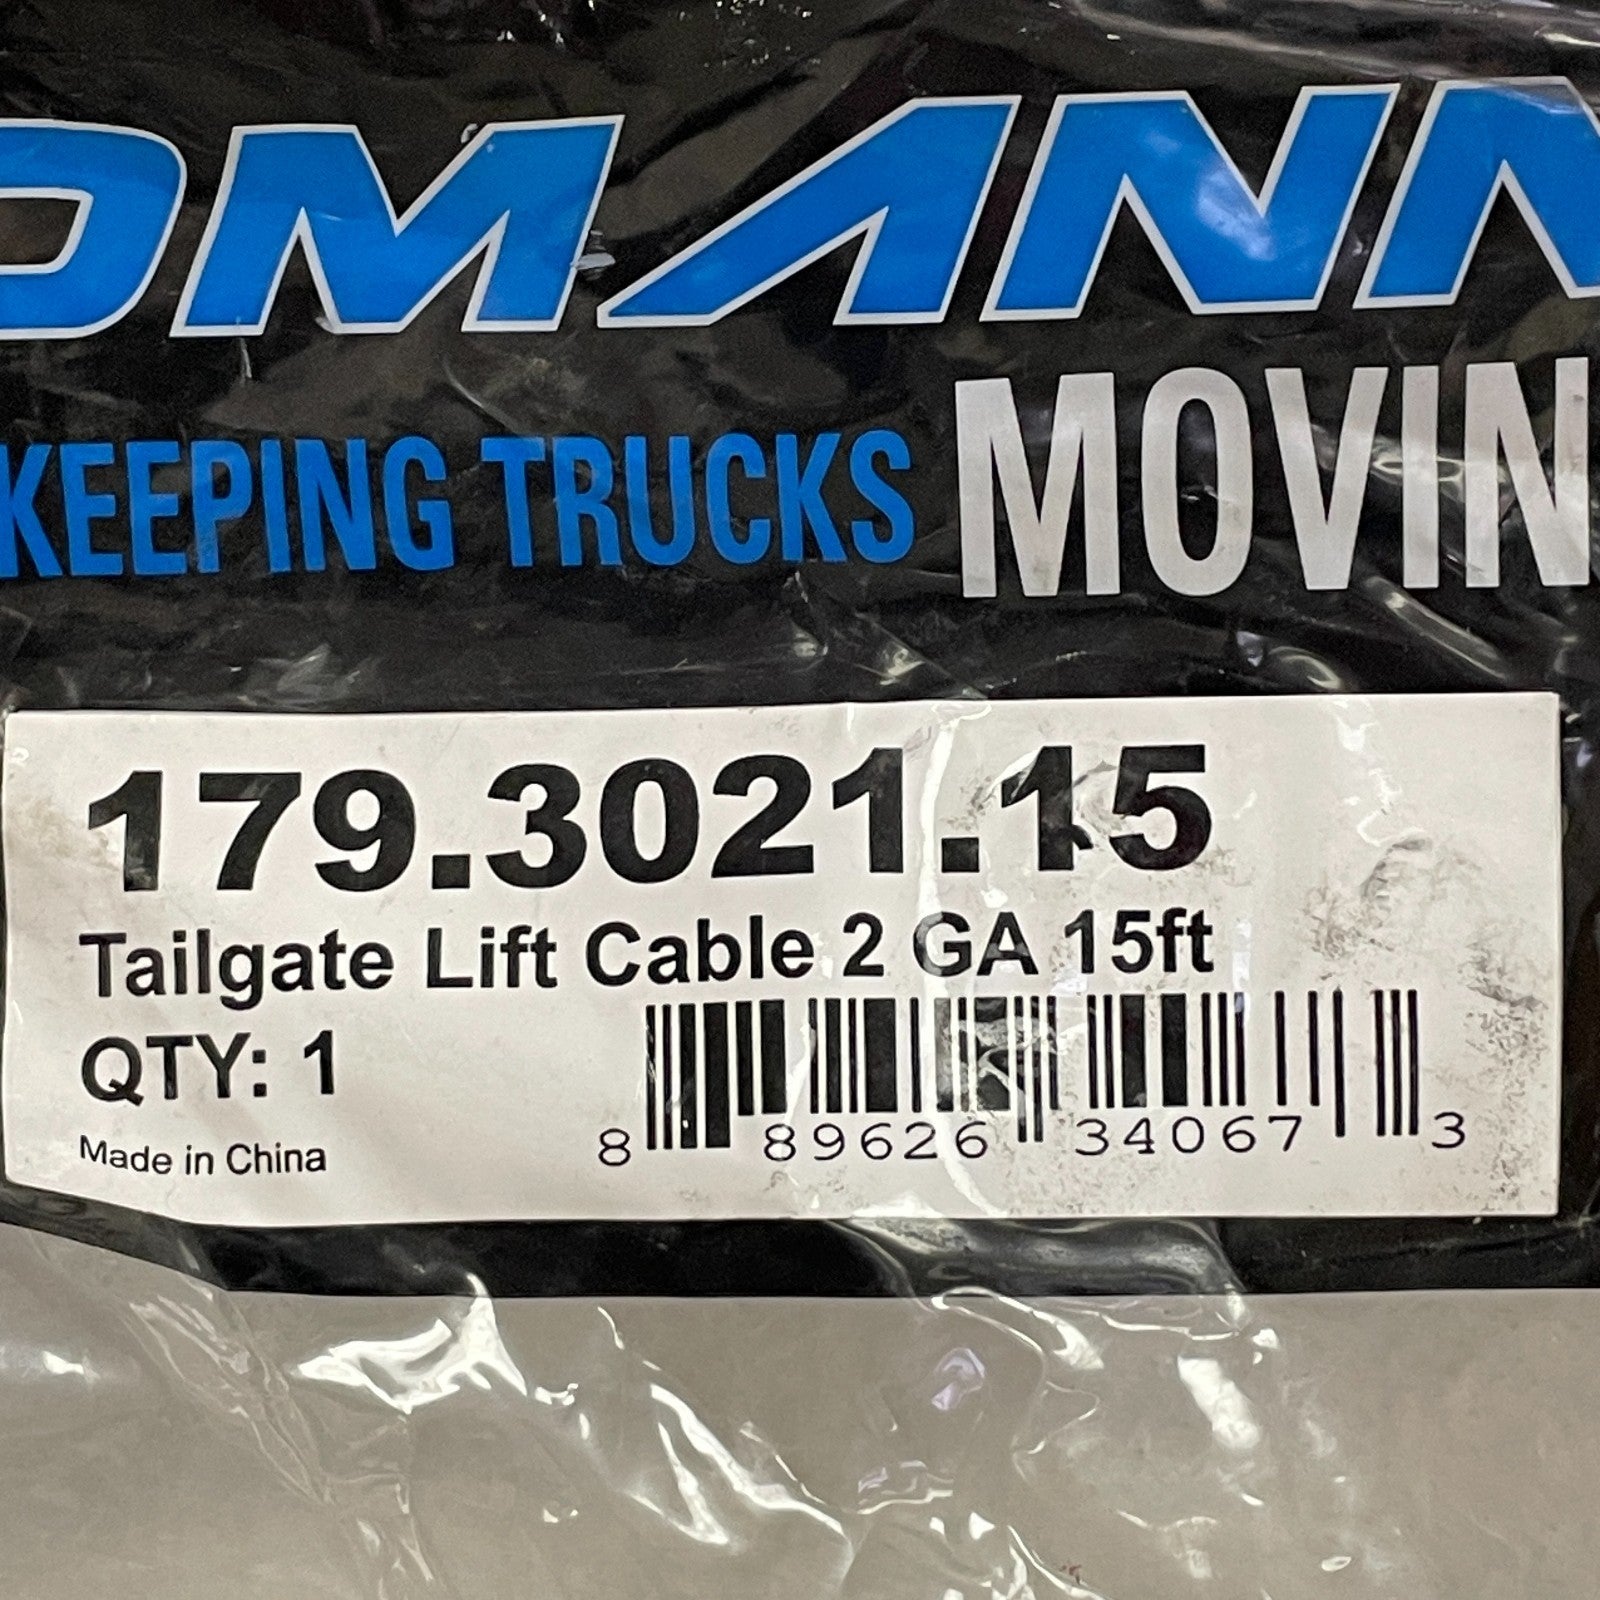 OMANN
KEEPING TRUCKS MOVIN
179.3021.15
Tailgate Lift Cable 2 GA 15ft
QTY: 1
Made in China
8 89626 34067 3